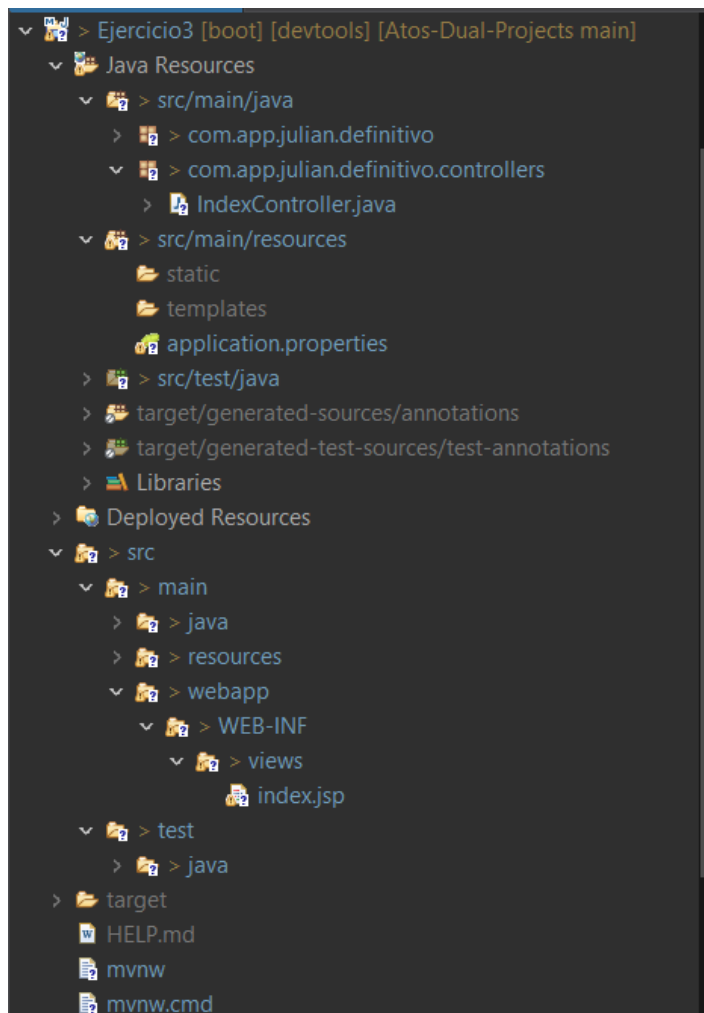 > Ejercicio3 [boot] [devtools] [Atos-Dual-Projects main]
Java Resources
> src/main/java
> com.app.julian.definitivo
> com.app.julian.definitivo.controllers
IndexController.java
> src/main/resources
static
templates
application.properties
> src/test/java
target/generated-sources/annotations
target/generated-test-sources/test-annotations
Libraries
Deployed Resources
> src
> main
> java
> resources
> webapp
> WEB-INF
> views
index.jsp
> test
> java
target
HELP.md
mvnw
mvnw.cmd